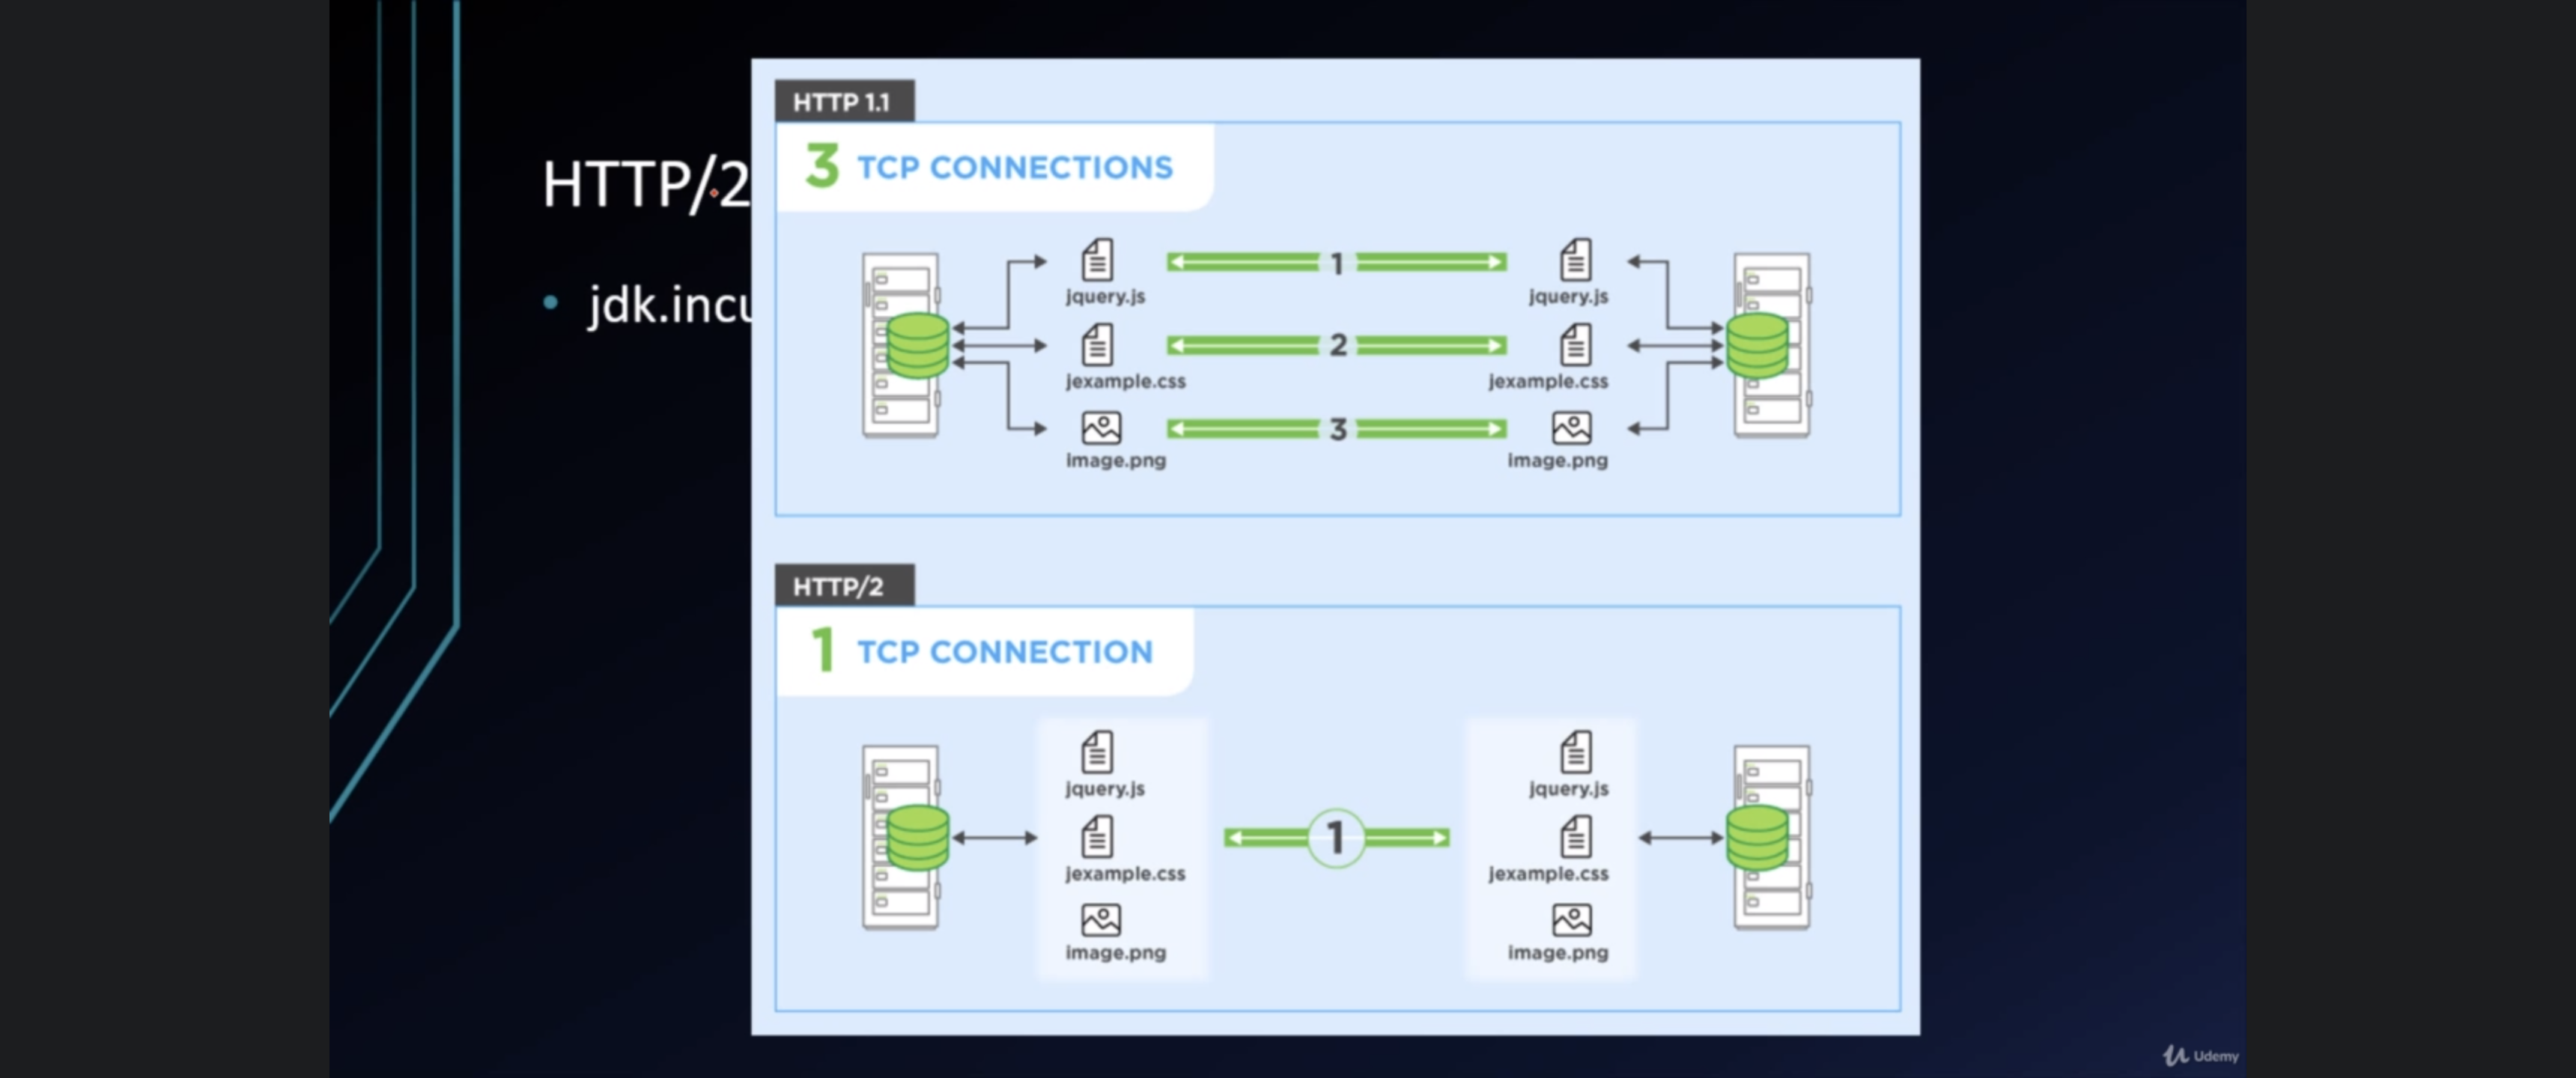 HTTP/2
jdk.incu
HTTP 1.1
3 TCP CONNECTIONS
jquery.js
1
jquery.js
jexample.css
2
jexample.css
image.png
3
image.png
HTTP/2
1 TCP CONNECTION
jquery.js
jquery.js
1
jexample.css
jexample.css
image.png
image.png
Udemy